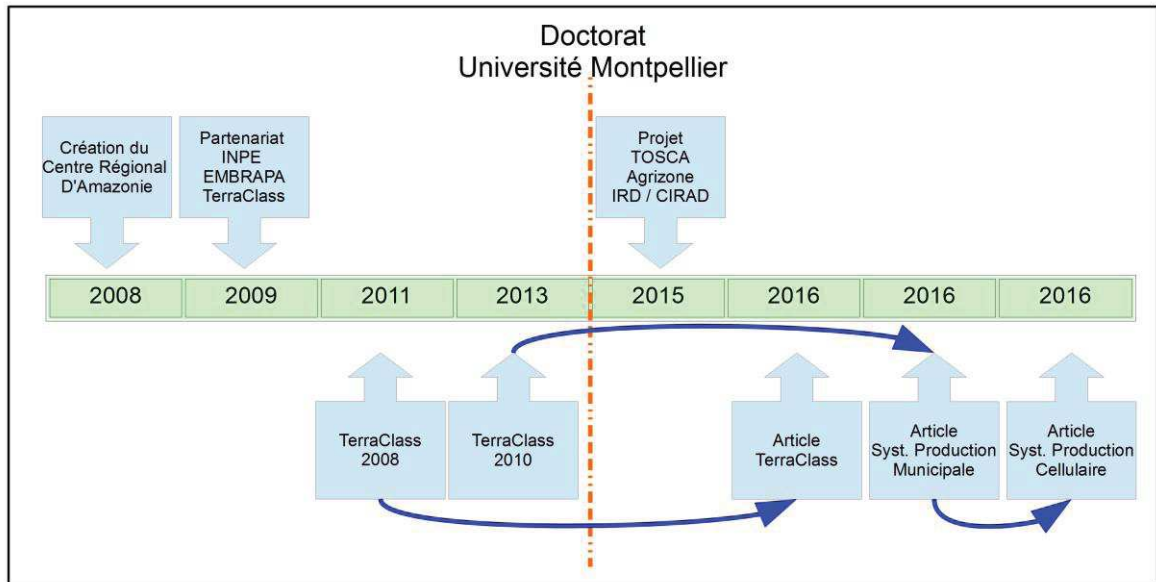 Doctorat
Université Montpellier
Création du
Centre Régional
D'Amazonie
Partenariat
INPE
EMBRAPA
TerraClass
Projet
TOSCA
Agrizone
IRD / CIRAD
2008
2009
2011
2013
2015
2016
2016
2016
TerraClass
2008
TerraClass
2010
Article
TerraClass
Article
Syst. Production
Municipale
Article
Syst. Production
Cellulaire